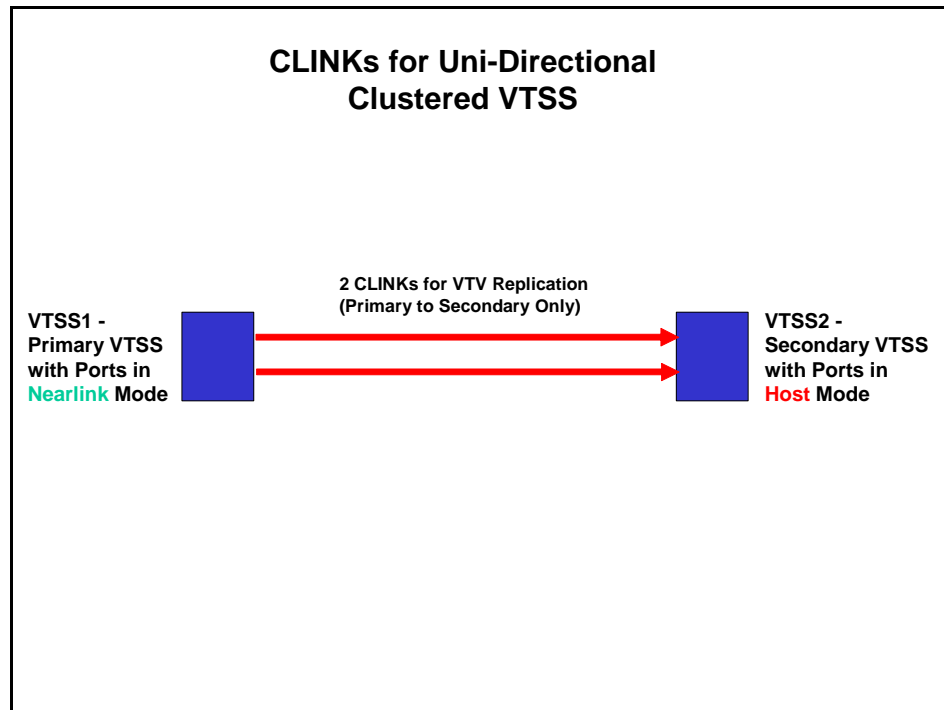 CLINKs for Uni-Directional
Clustered VTSS
2 CLINKs for VTV Replication
(Primary to Secondary Only)
VTSS1 -
Primary VTSS
with Ports in
Nearlink Mode
VTSS2 -
Secondary VTSS
with Ports in
Host Mode